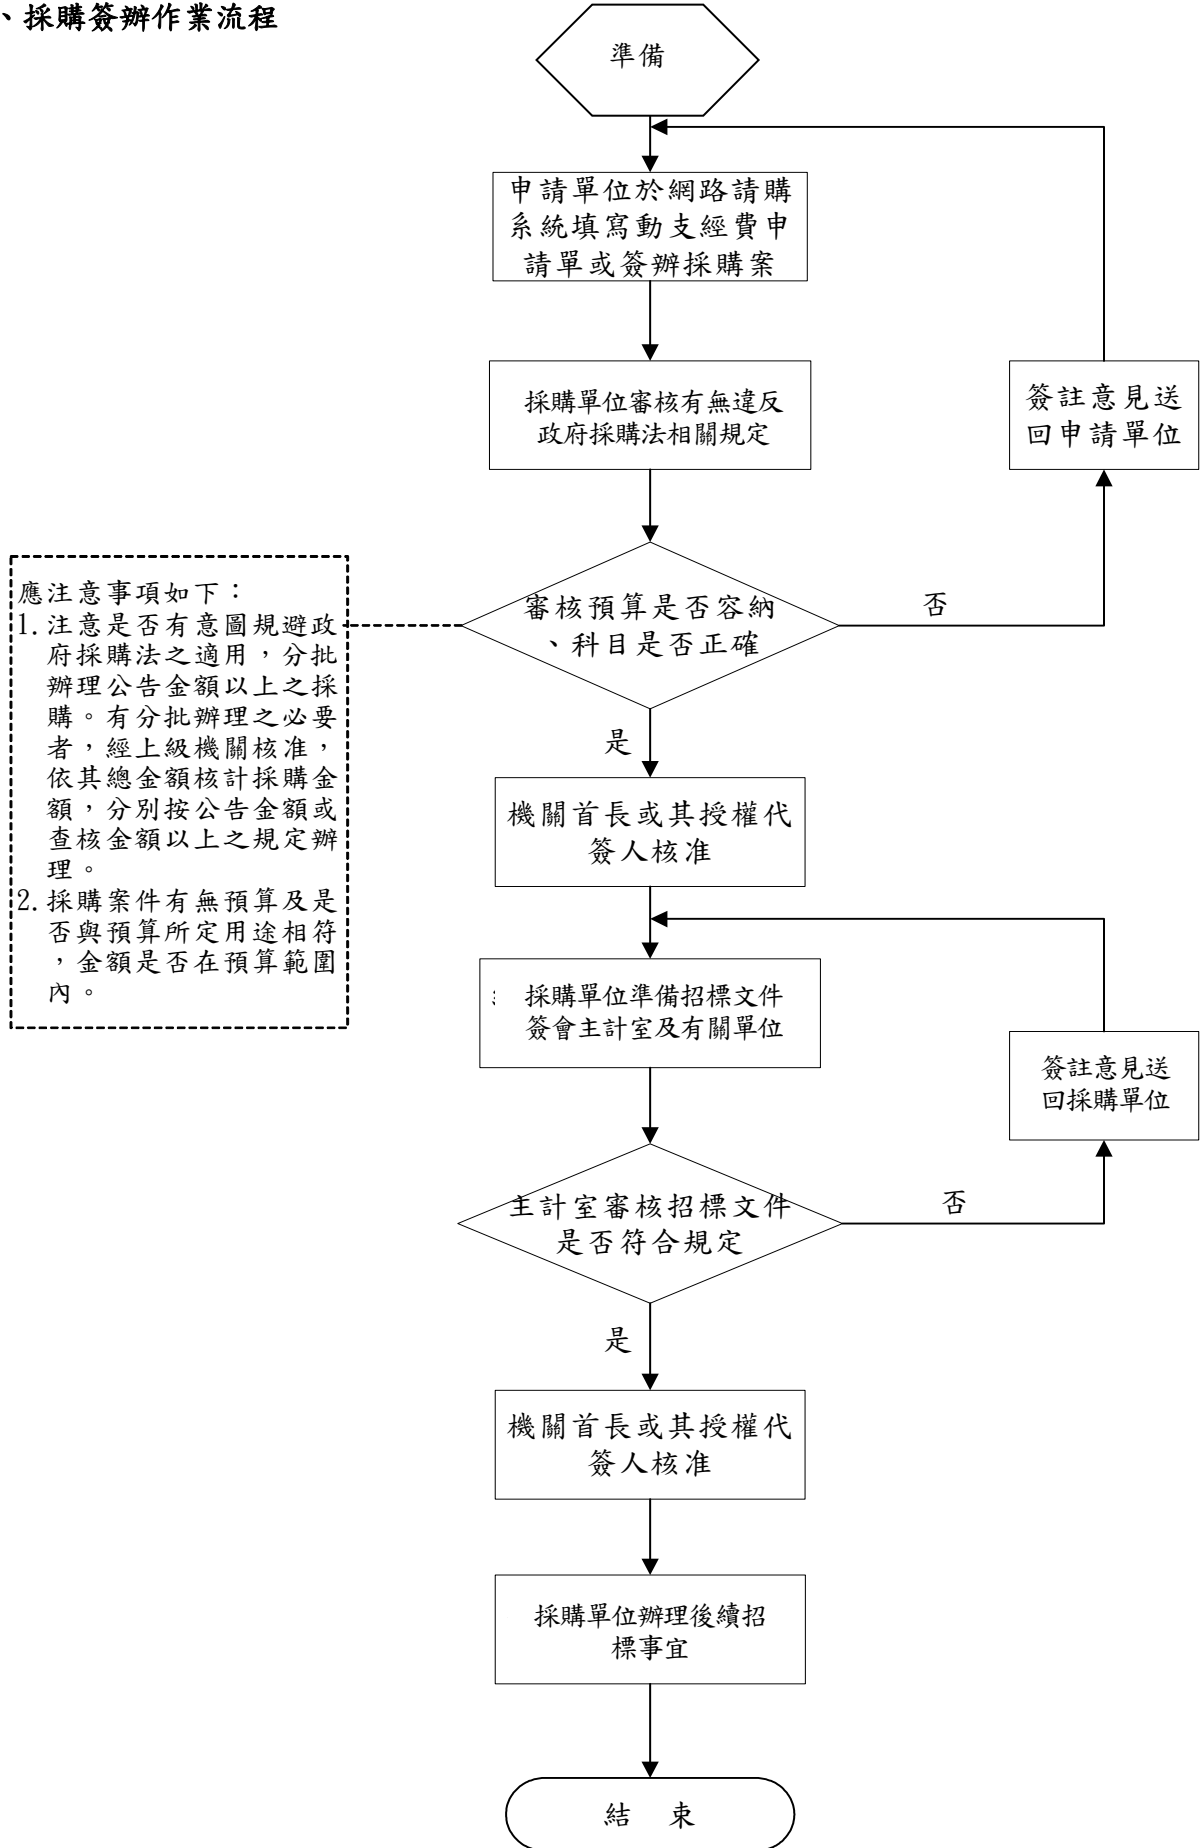 、採購簽辦作業流程
準備
申請單位於網路請購
系統填寫動支經費申
請單或簽辦採購案
採購單位審核有無違反
政府採購法相關規定
簽註意見送
回申請單位
審核預算是否容納
、科目是否正確
否
應注意事項如下：
1.注意是否有意圖規避政
府採購法之適用，分批
辦理公告金額以上之採
購。有分批辦理之必要
者，經上級機關核准，
依其總金額核計採購金
額，分別按公告金額或
查核金額以上之規定辦
理。
2.採購案件有無預算及是
否與預算所定用途相符
，金額是否在預算範圍
內。
是
機關首長或其授權代
簽人核准
採購單位準備招標文件
簽會主計室及有關單位
簽註意見送
回採購單位
主計室審核招標文件
是否符合規定
否
是
機關首長或其授權代
簽人核准
採購單位辦理後續招
標事宜
結 束